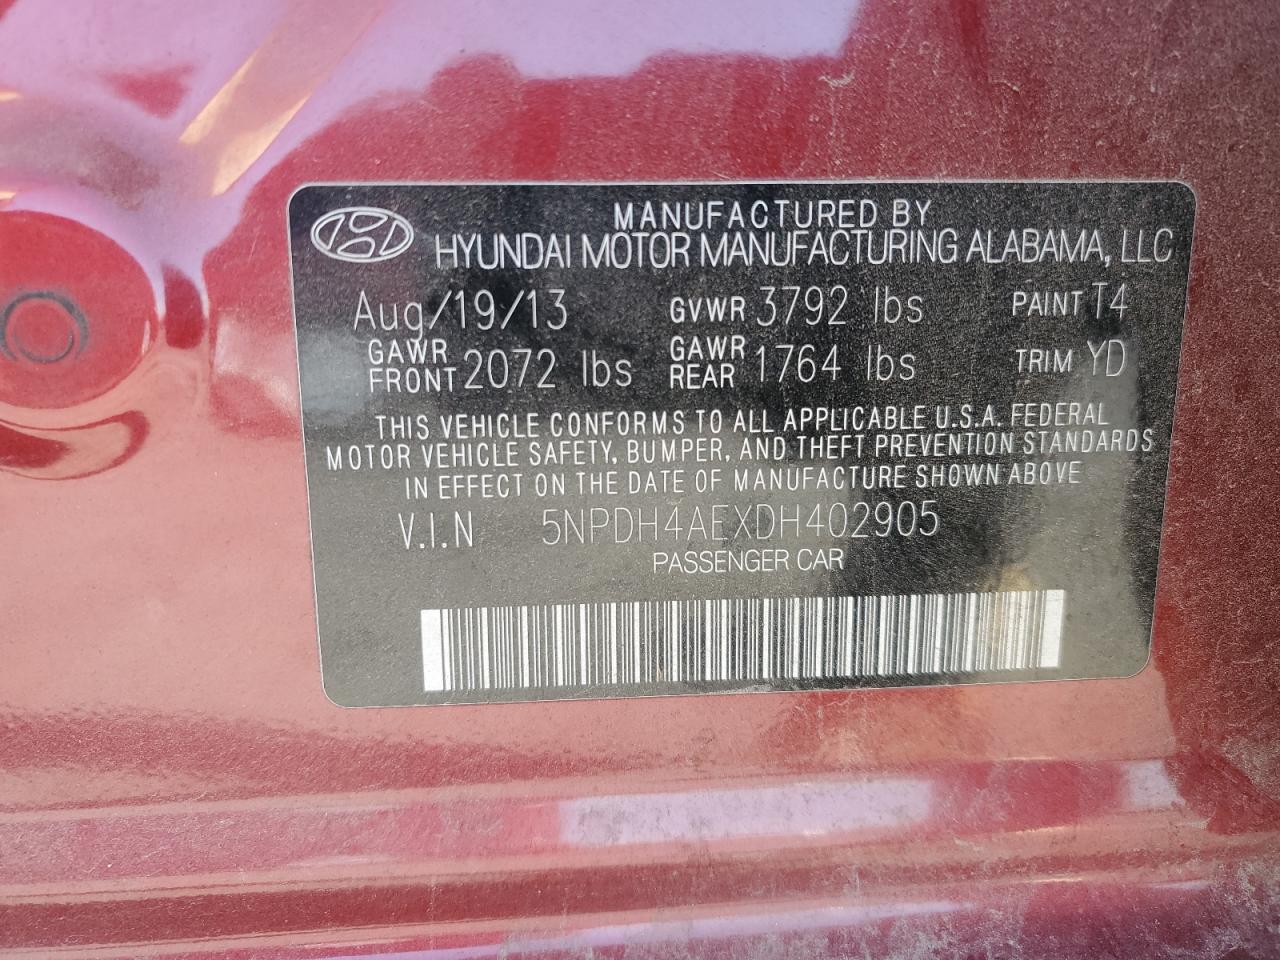 MANUFACTURED BY
HYUNDAI MOTOR MANUFACTURING ALABAMA, LLC
Aug/19/13 GVWR 3792 lbs PAINT T4
GAWR FRONT 2072 lbs GAWR REAR 1764 lbs TRIM YD
THIS VEHICLE CONFORMS TO ALL APPLICABLE U.S.A. FEDERAL
MOTOR VEHICLE SAFETY, BUMPER, AND THEFT PREVENTION STANDARDS
IN EFFECT ON THE DATE OF MANUFACTURE SHOWN ABOVE
V.I.N 5NPDH4AEXDH402905
PASSENGER CAR